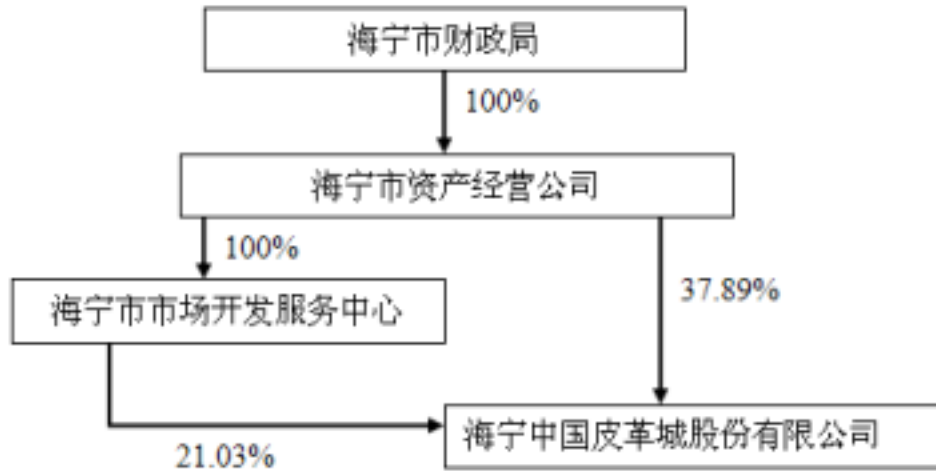 海宁市财政局
100%
海宁市资产经营公司
100%
37.89%
海宁市市场开发服务中心
海宁中国皮革城股份有限公司
21.03%